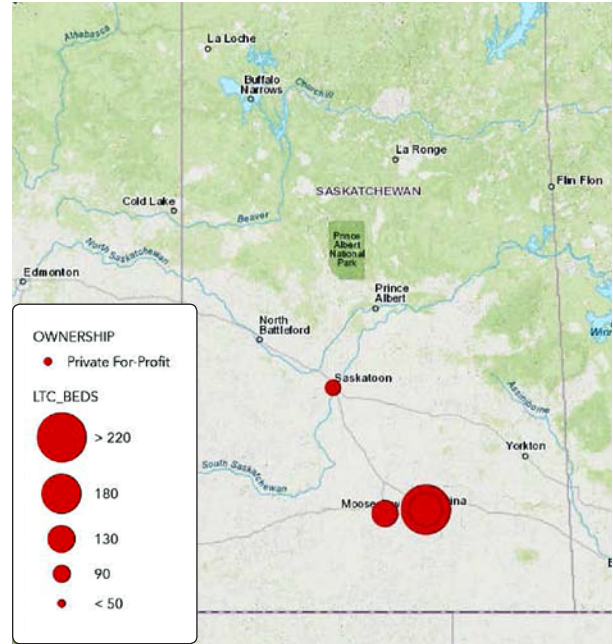 Athabasca
La Loche
Buffalo
Narrows
Churchill
La Ronge
SASKATCHEWAN
Flin Flon
Cold Lake
Beaver
Prince
Albert
National
Park
North Saskatchewan
Edmonton
Prince
Albert
North
Battleford
Saskatoon
Assiniboine
Yorkton
South Saskatchewan
OWNERSHIP
Private For-Profit
LTC_BEDS
> 220
180
130
90
< 50